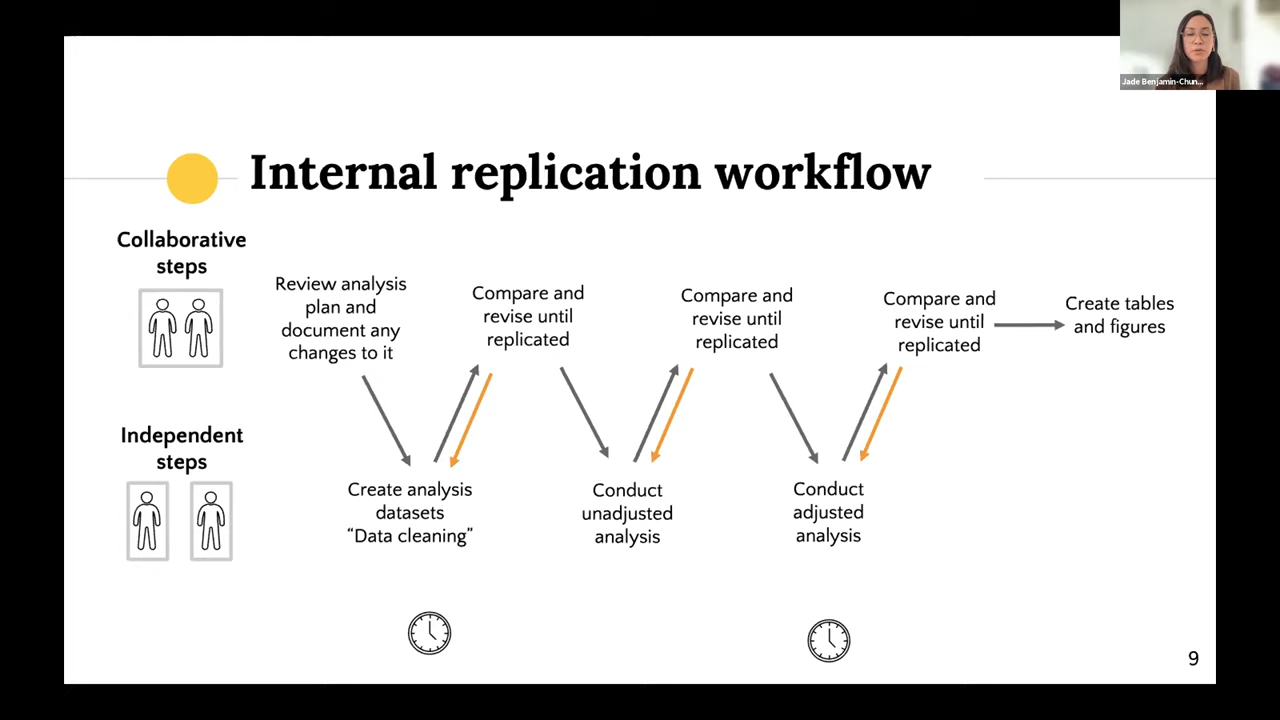 Jade Benjamin-Chun...
Internal replication workflow
Collaborative
steps
Review analysis
plan and
document any
changes to it
Compare and
revise until
replicated
Compare and
revise until
replicated
Compare and
revise until
replicated
Create tables
and figures
Independent
steps
Create analysis
datasets
“Data cleaning”
Conduct
unadjusted
analysis
Conduct
adjusted
analysis
9